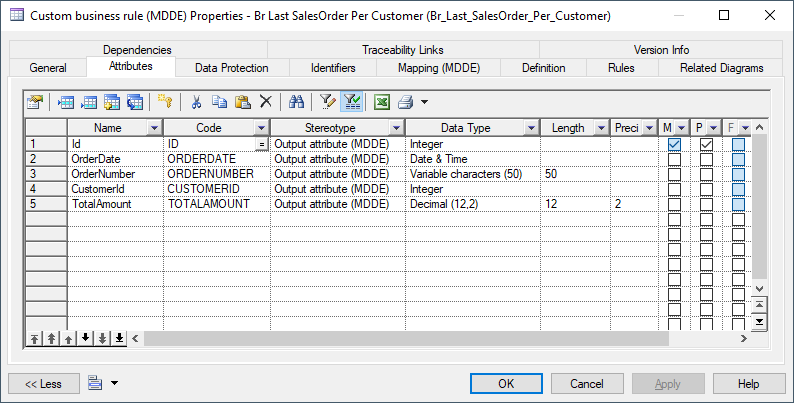 Custom business rule (MDDE) Properties - Br Last SalesOrder Per Customer (Br_Last_SalesOrder_Per_Customer)
Dependencies Traceability Links Version Info
General Attributes Data Protection Identifiers Mapping (MDDE) Definition Rules Related Diagrams
Name Code Stereotype Data Type Length Preci M P F
1 Id ID = Output attribute (MDDE) Integer
2 OrderDate ORDERDATE Output attribute (MDDE) Date & Time
3 OrderNumber ORDERNUMBER Output attribute (MDDE) Variable characters (50) 50
4 CustomerId CUSTOMERID Output attribute (MDDE) Integer
5 TotalAmount TOTALAMOUNT Output attribute (MDDE) Decimal (12,2) 12 2
<< Less OK Cancel Apply Help